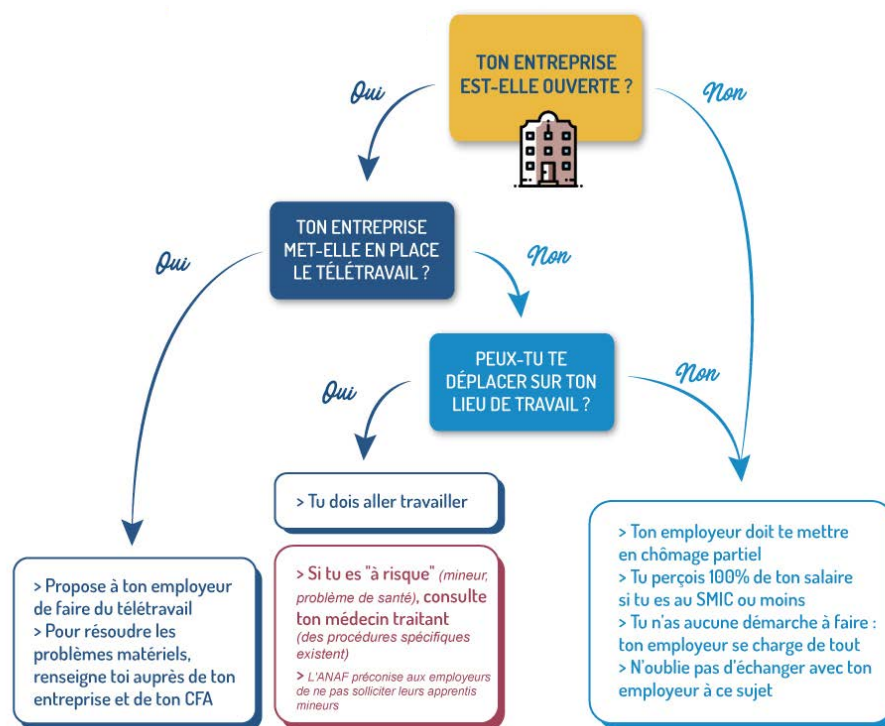 TON ENTREPRISE
EST-ELLE OUVERTE ?
Oui
Non
TON ENTREPRISE
MET-ELLE EN PLACE
LE TÉLÉTRAVAIL ?
Oui
Non
PEUX-TU TE
DÉPLACER SUR TON
LIEU DE TRAVAIL ?
Oui
Non
> Tu dois aller travailler
> Propose à ton employeur
de faire du télétravail
> Pour résoudre les
problèmes matériels,
renseigne toi auprès de ton
entreprise et de ton CFA
> Si tu es "à risque" (mineur,
problème de santé), consulte
ton médecin traitant
(des procédures spécifiques
existent)
> L'ANAF préconise aux employeurs
de ne pas solliciter leurs apprentis
mineurs
> Ton employeur doit te mettre
en chômage partiel
> Tu perçois 100% de ton salaire
si tu es au SMIC ou moins
> Tu n'as aucune démarche à faire :
ton employeur se charge de tout
> N'oublie pas d'échanger avec ton
employeur à ce sujet